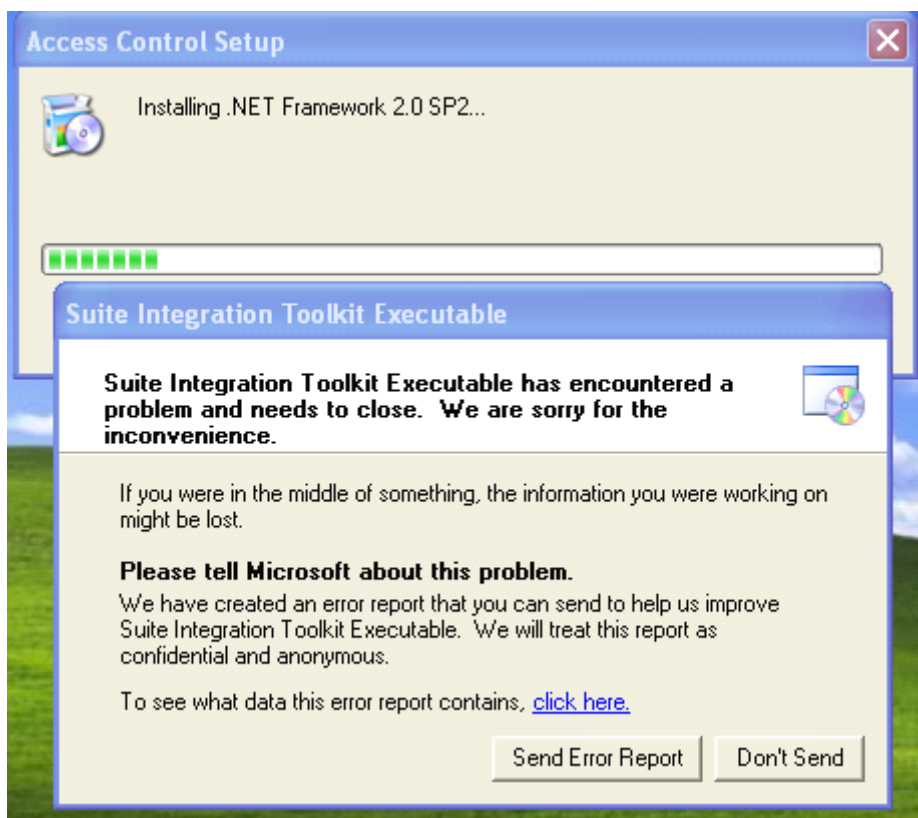 Access Control Setup
Installing .NET Framework 2.0 SP2...
Suite Integration Toolkit Executable
Suite Integration Toolkit Executable has encountered a
problem and needs to close.  We are sorry for the
inconvenience.
If you were in the middle of something, the information you were working on
might be lost.
Please tell Microsoft about this problem.
We have created an error report that you can send to help us improve
Suite Integration Toolkit Executable.  We will treat this report as
confidential and anonymous.
To see what data this error report contains, click here.
Send Error Report
Don't Send